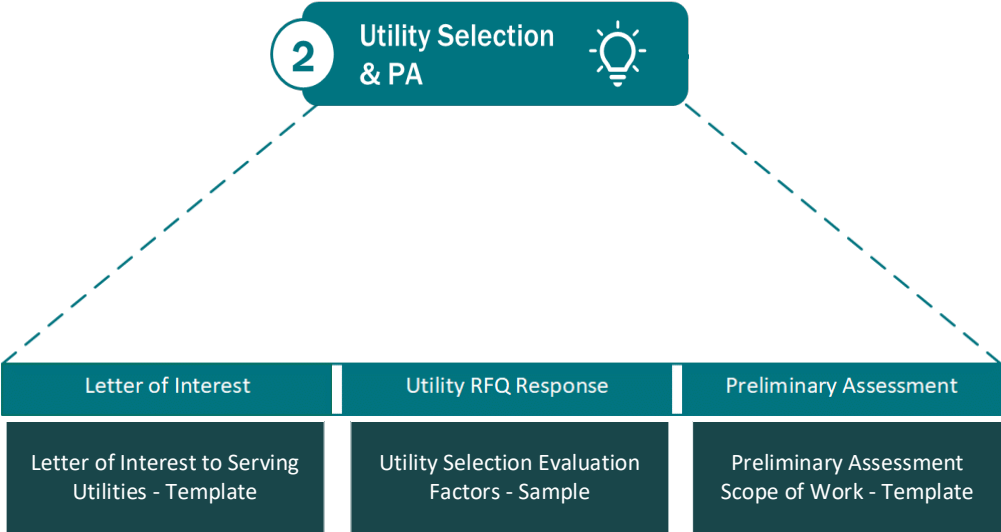 2
Utility Selection
& PA
Letter of Interest
Utility RFQ Response
Preliminary Assessment
Letter of Interest to Serving
Utilities - Template
Utility Selection Evaluation
Factors - Sample
Preliminary Assessment
Scope of Work - Template